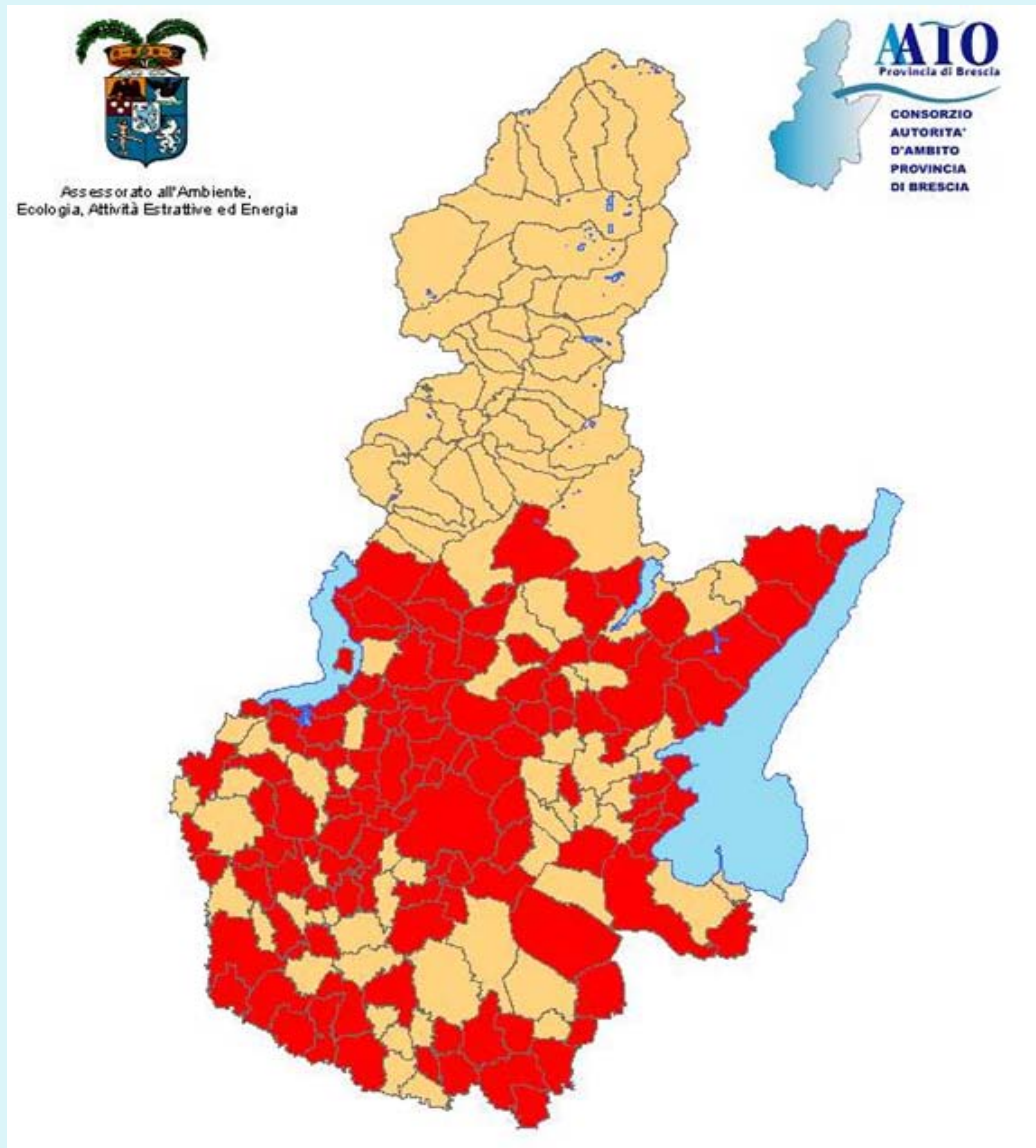 Assessorato all'Ambiente,
Ecologia, Attività Estrattive ed Energia
AATO
Provincia di Brescia
CONSORZIO
AUTORITA'
D'AMBITO
PROVINCIA
DI BRESCIA